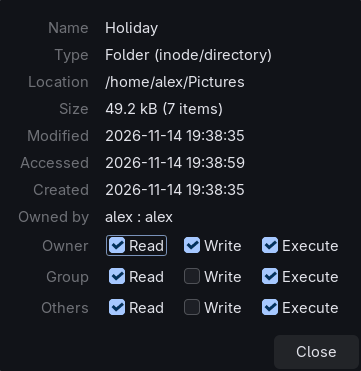 Name Holiday
Type Folder (inode/directory)
Location /home/alex/Pictures
Size 49.2 kB (7 items)
Modified 2026-11-14 19:38:35
Accessed 2026-11-14 19:38:59
Created 2026-11-14 19:38:35
Owned by alex : alex
Owner Read Write Execute
Group Read Write Execute
Others Read Write Execute
Close